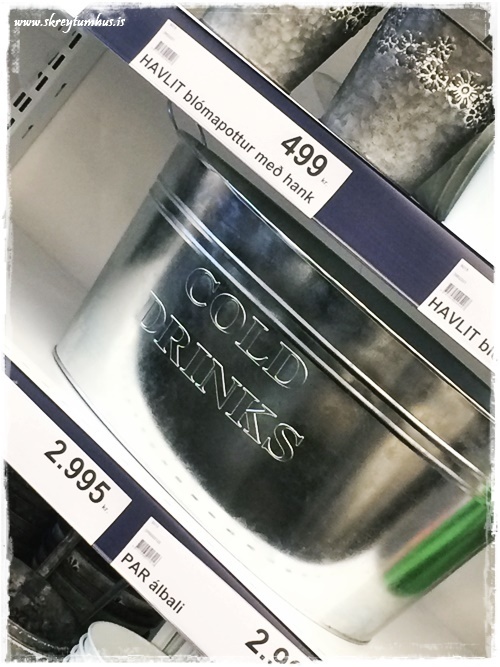 www.skreytumhus.is
HAVLIT blómapottur með hank
499 kr.
HAVLIT bl
COLD
DRINKS
2.995 kr.
PAR álbali
2.9